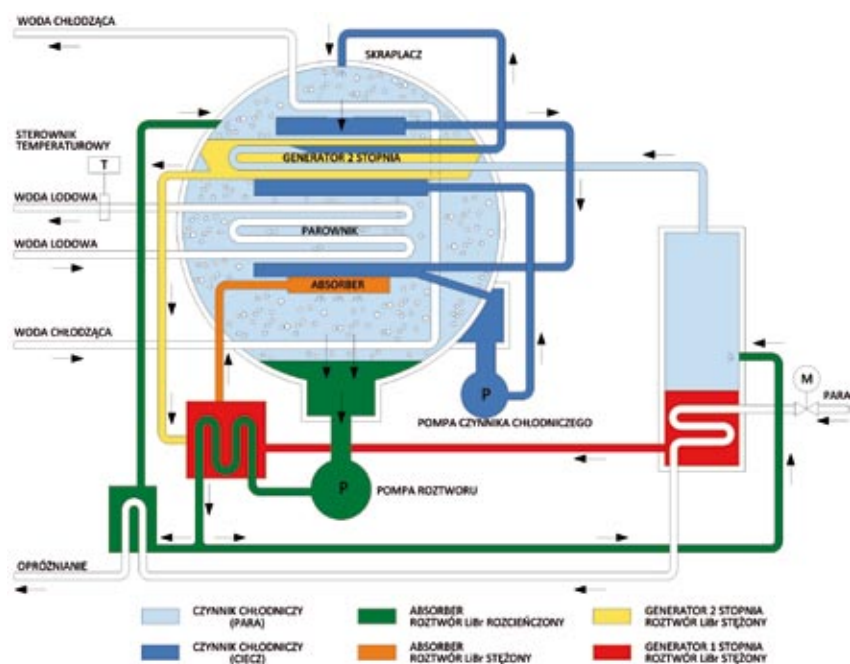 WODA CHŁODZĄCA
SKRAPLACZ
STEROWNIK
TEMPERATUROWY
T
GENERATOR 2 STOPNIA
WODA LODOWA
PAROWNIK
WODA LODOWA
ABSORBER
WODA CHŁODZĄCA
P
POMPA CZYNNIKA CHŁODNICZEGO
M
PARA
P
POMPA ROZTWORU
OPRÓŻNIANIE
CZYNNIK CHŁODNICZY
(PARA)
ABSORBER
ROZTWÓR LiBr ROZCIEŃCZONY
GENERATOR 2 STOPNIA
ROZTWÓR LiBr STĘŻONY
CZYNNIK CHŁODNICZY
(CIECZ)
ABSORBER
ROZTWÓR LiBr STĘŻONY
GENERATOR 1 STOPNIA
ROZTWÓR LiBr STĘŻONY